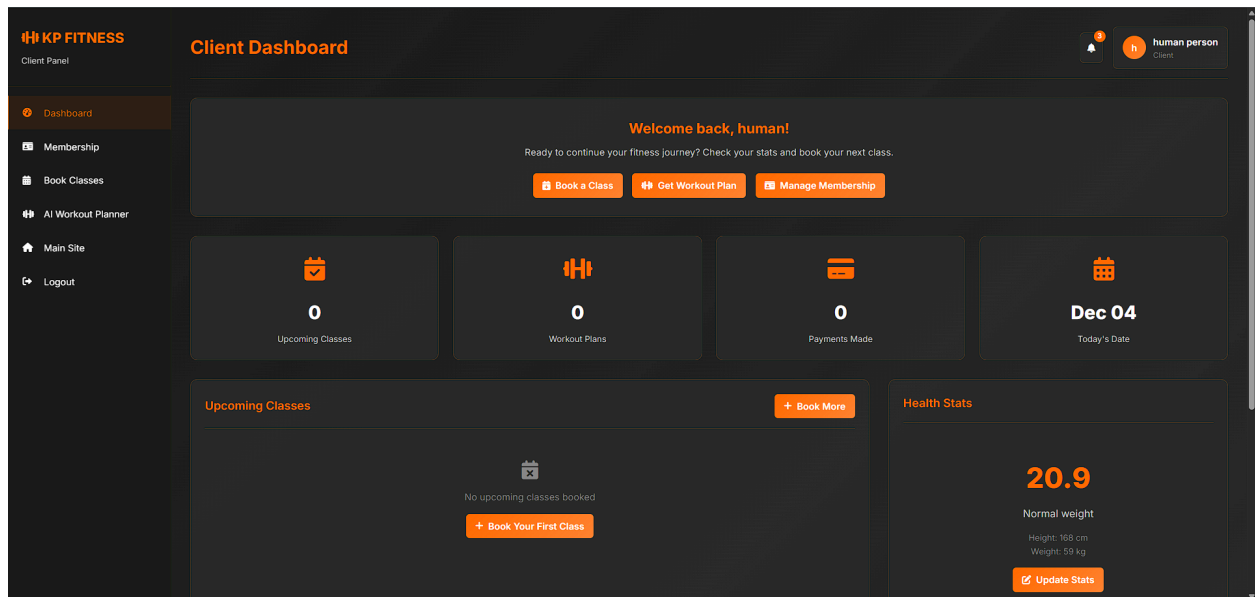 KP FITNESS
Client Panel
Dashboard
Membership
Book Classes
AI Workout Planner
Main Site
Logout
Client Dashboard
3
h
human person
Client
Welcome back, human!
Ready to continue your fitness journey? Check your stats and book your next class.
Book a Class
Get Workout Plan
Manage Membership
0
Upcoming Classes
0
Workout Plans
0
Payments Made
Dec 04
Today's Date
Upcoming Classes
+ Book More
No upcoming classes booked
+ Book Your First Class
Health Stats
20.9
Normal weight
Height: 168 cm
Weight: 59 kg
Update Stats